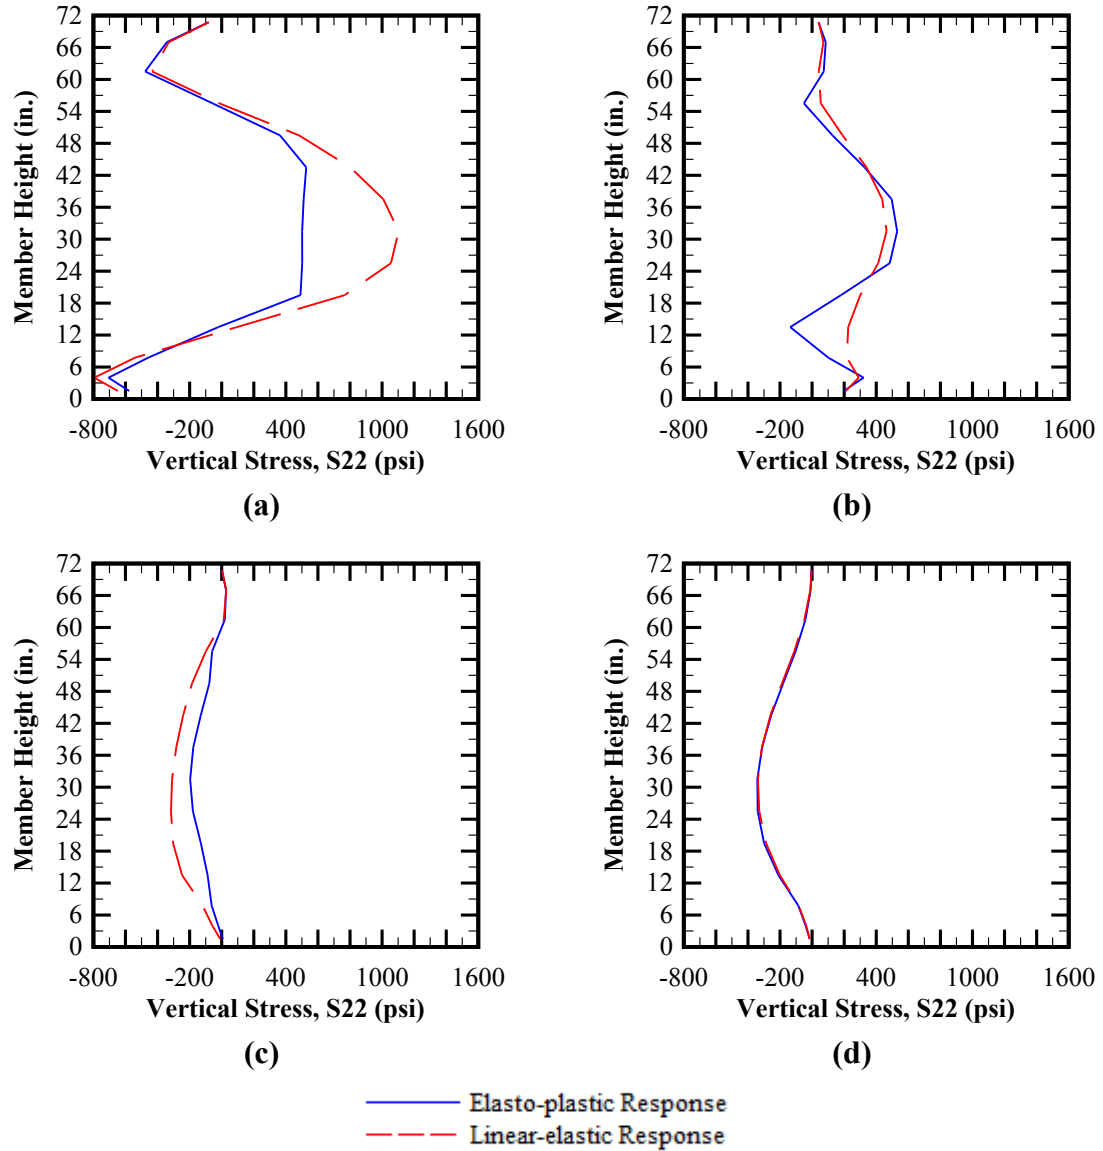 72
66
60
54
48
42
36
30
24
18
12
6
0
Member Height (in.)
-800 -200 400 1000 1600
Vertical Stress, S22 (psi)
(a)
72
66
60
54
48
42
36
30
24
18
12
6
0
Member Height (in.)
-800 -200 400 1000 1600
Vertical Stress, S22 (psi)
(b)
72
66
60
54
48
42
36
30
24
18
12
6
0
Member Height (in.)
-800 -200 400 1000 1600
Vertical Stress, S22 (psi)
(c)
72
66
60
54
48
42
36
30
24
18
12
6
0
Member Height (in.)
-800 -200 400 1000 1600
Vertical Stress, S22 (psi)
(d)
Elasto-plastic Response
Linear-elastic Response